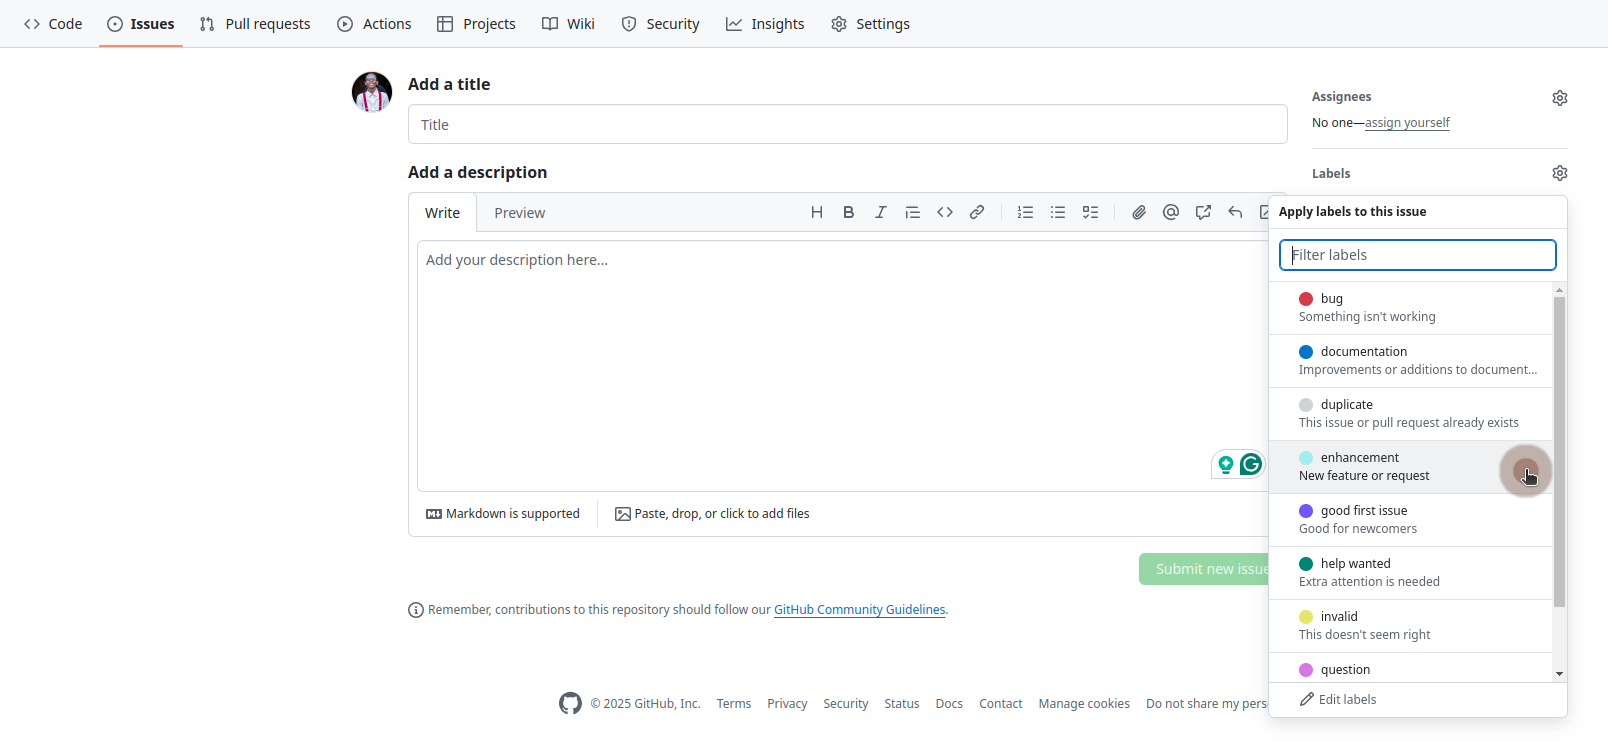 Code Issues Pull requests Actions Projects Wiki Security Insights Settings
Add a title
Title
Add a description
Write Preview
Add your description here...
Markdown is supported Paste, drop, or click to add files
Submit new issue
Remember, contributions to this repository should follow our GitHub Community Guidelines.
Assignees
No one—assign yourself
Labels
Apply labels to this issue
Filter labels
bug
Something isn't working
documentation
Improvements or additions to document...
duplicate
This issue or pull request already exists
enhancement
New feature or request
good first issue
Good for newcomers
help wanted
Extra attention is needed
invalid
This doesn't seem right
question
Edit labels
© 2025 GitHub, Inc. Terms Privacy Security Status Docs Contact Manage cookies Do not share my pers